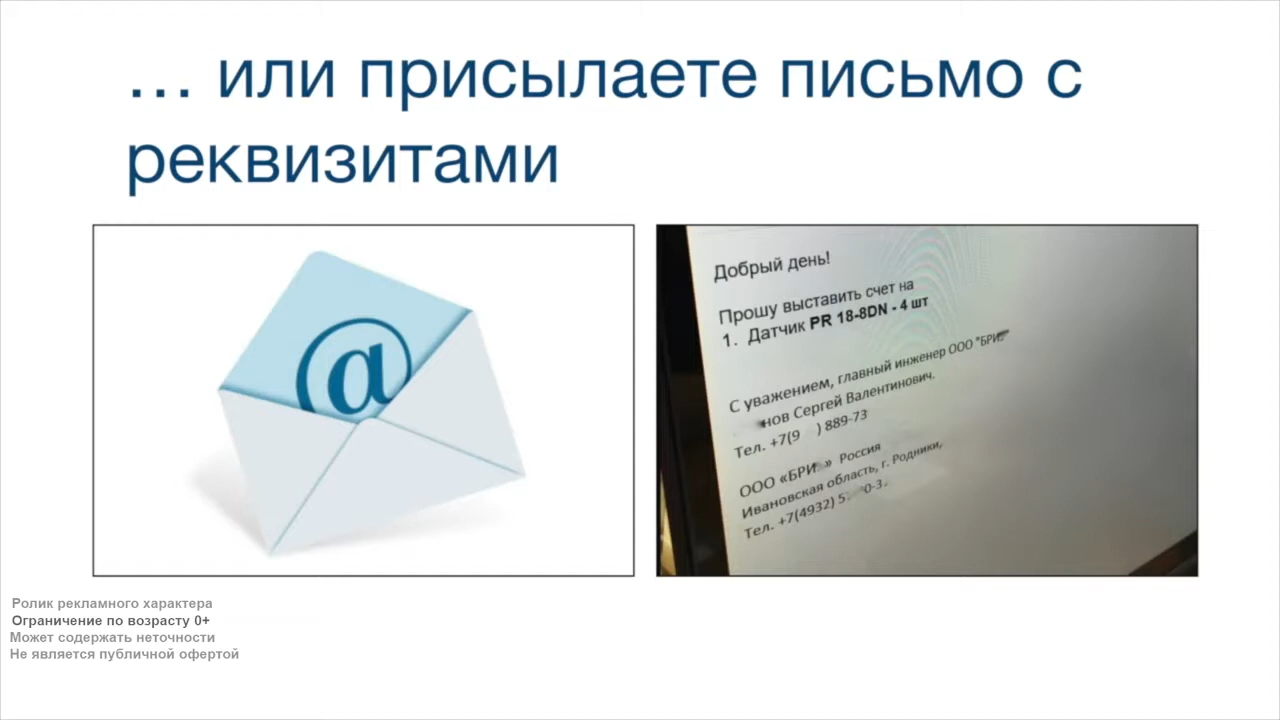 ... или присылаете письмо с
реквизитами
@
Добрый день!
Прошу выставить счет на
1. Датчик PR 18-8DN - 4 шт
С уважением, главный инженер ООО "БРИ
нов Сергей Валентинович.
Тел. +7(9 ) 889-73
ООО «БРИ » Россия
Ивановская область, г. Родники,
Тел. +7(4932) 5 0-3
Ролик рекламного характера
Ограничение по возрасту 0+
Может содержать неточности
Не является публичной офертой